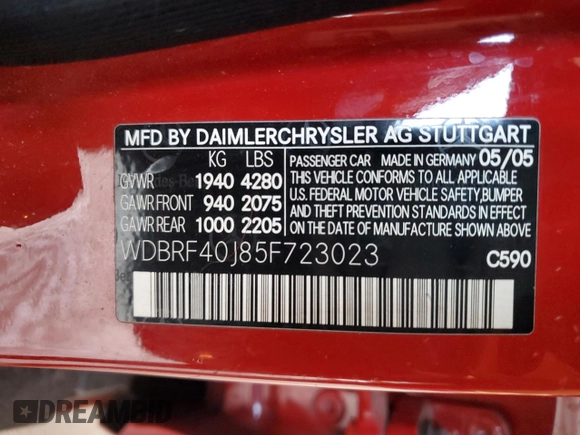 MFD BY DAIMLERCHRYSLER AG STUTTGART
KG LBS
GVWR 1940 4280
GAWR FRONT 940 2075
GAWR REAR 1000 2205
PASSENGER CAR MADE IN GERMANY 05/05
THIS VEHICLE CONFORMS TO ALL APPLICABLE
U.S. FEDERAL MOTOR VEHICLE SAFETY, BUMPER
AND THEFT PREVENTION STANDARDS IN EFFECT
ON THE DATE OF MANUFACTURE SHOWN ABOVE.
WDBRF40J85F723023
C590
DREAMBID